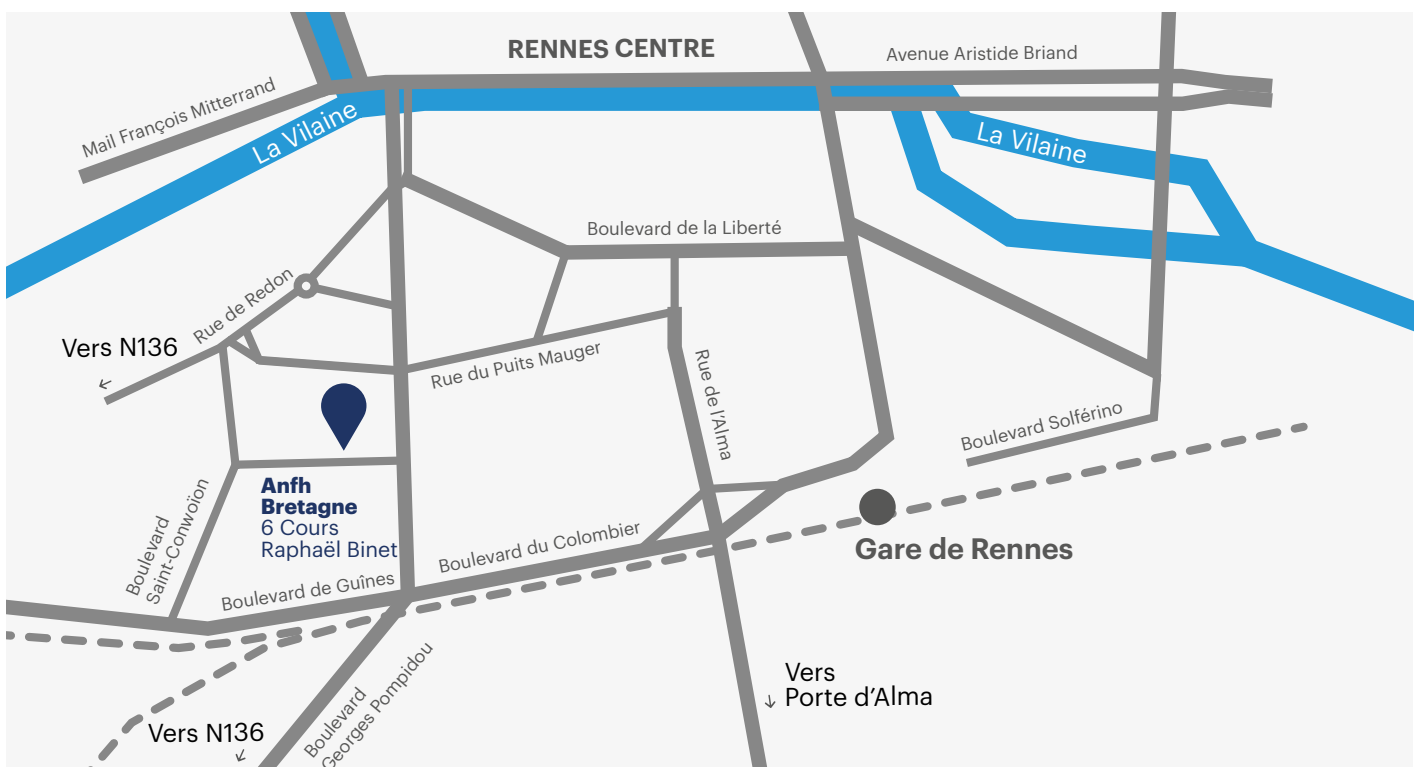 RENNES CENTRE
Avenue Aristide Briand
Mail François Mitterrand
La Vilaine
La Vilaine
Boulevard de la Liberté
Rue de Redon
Vers N136
Rue du Puits Mauger
Rue de l'Alma
Boulevard Solférino
Anfh
Bretagne
6 Cours
Raphaël Binet
Boulevard
Saint-Conwoïon
Boulevard du Colombier
Gare de Rennes
Boulevard de Guînes
Vers
Porte d'Alma
Vers N136
Boulevard
Georges Pompidou